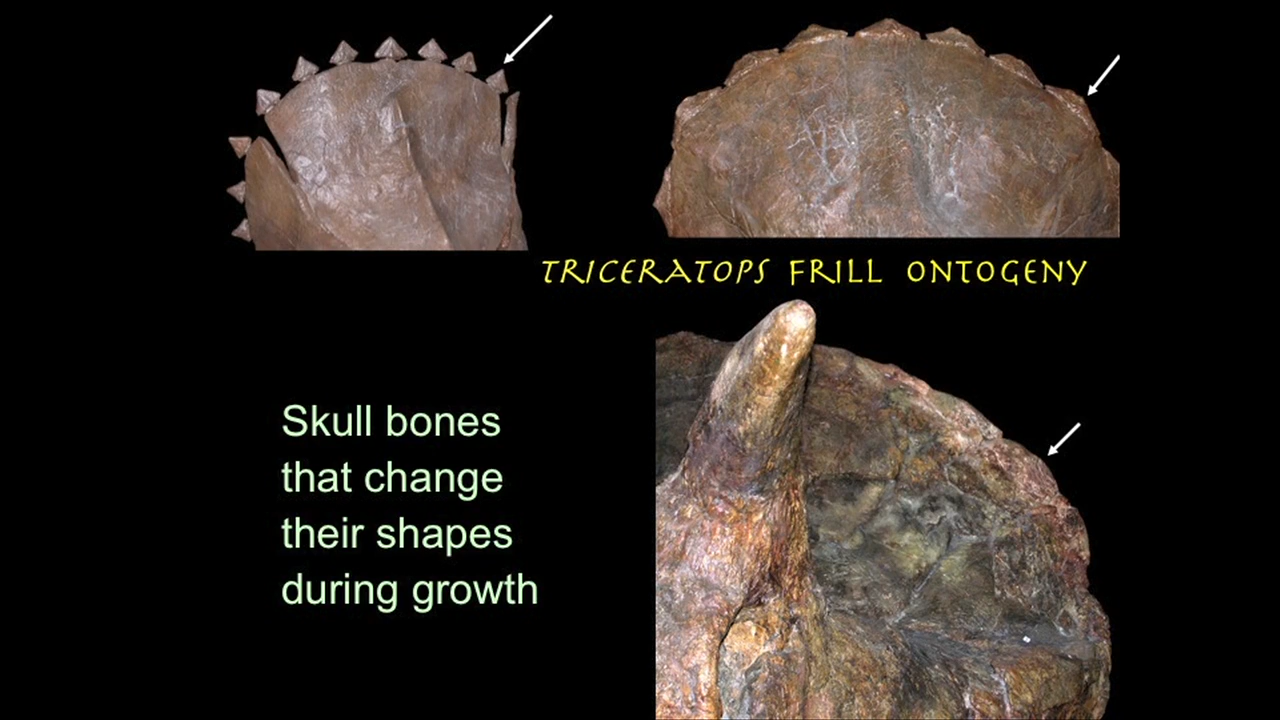 TRICERATOPS FRILL ONTOGENY
Skull bones
that change
their shapes
during growth